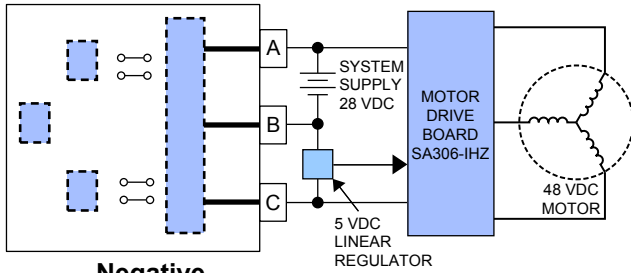 A
B
C
SYSTEM
SUPPLY
28 VDC
5 VDC
LINEAR
REGULATOR
MOTOR
DRIVE
BOARD
SA306-IHZ
48 VDC
MOTOR
Negative